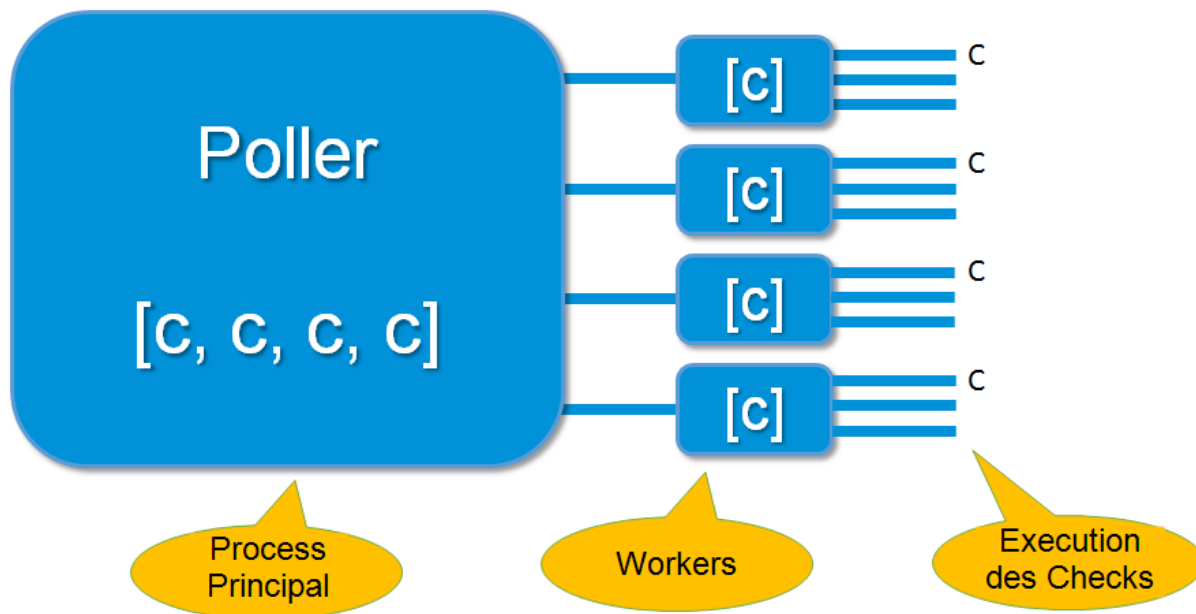 Poller
[c, c, c, c]
[c]
C
[c]
C
[c]
C
[c]
C
Process
Principal
Workers
Execution
des Checks